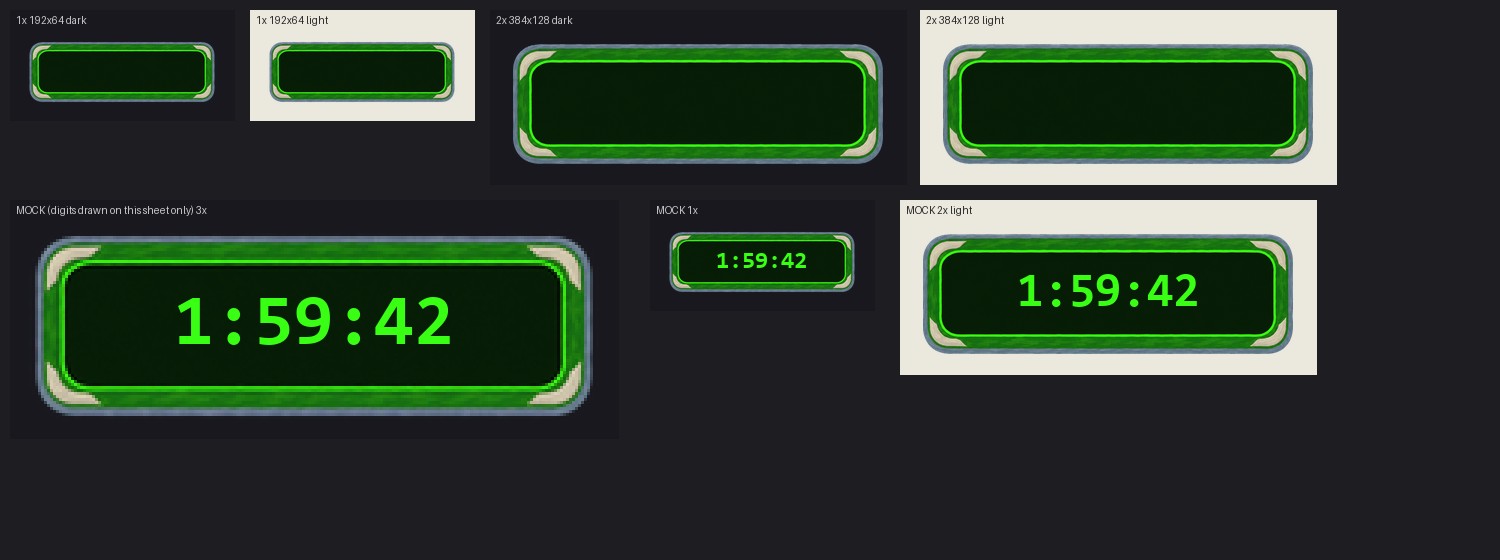 1x 192x64 dark
1x 192x64 light
2x 384x128 dark
2x 384x128 light
MOCK (digits drawn on this sheet only) 3x
1:59:42
MOCK 1x
1:59:42
MOCK 2x light
1:59:42